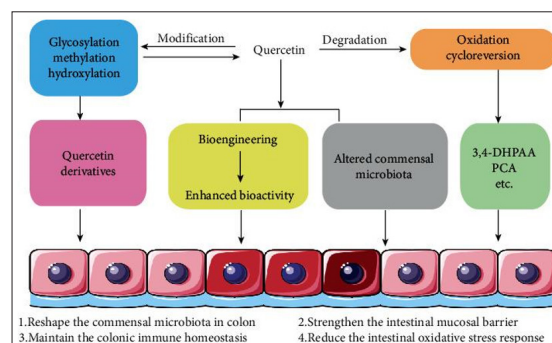 Glycosylation
methylation
hydroxylation
Modification
Quercetin
Degradation
Oxidation
cycloreversion
Quercetin
derivatives
Bioengineering
Enhanced bioactivity
Altered commensal
microbiota
3,4-DHPAA
PCA
etc.
1.Reshape the commensal microbiota in colon
2.Strengthen the intestinal mucosal barrier
3.Maintain the colonic immune homeostasis
4.Reduce the intestinal oxidative stress response